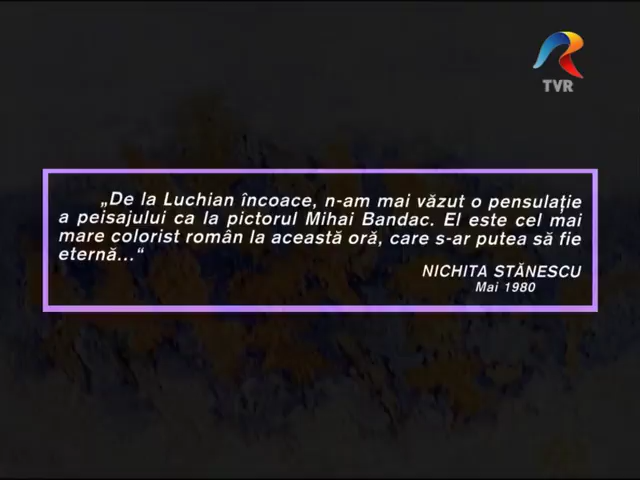 TVR
„De la Luchian încoace, n-am mai văzut o pensulație
a peisajului ca la pictorul Mihai Bandac. El este cel mai
mare colorist român la această oră, care s-ar putea să fie
eternă...“
NICHITA STĂNESCU
Mai 1980